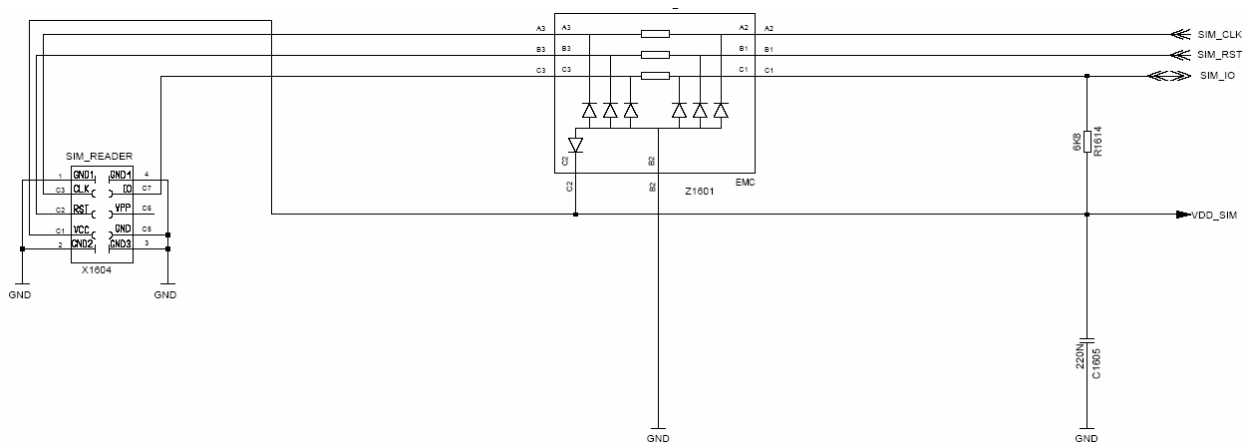 A3 A3 A2 A2 SIM_CLK
B3 B3 B1 B1 SIM_RST
C3 C3 C1 C1 SIM_IO
6K8
R1614
SIM_READER
C2
B2
1 GND1 GND4 4
EMC
C3 CLK IO C7
C2
B2
Z1601
C2 RST VPP C6
VDD_SIM
C1 VCC GND C5
2 GND2 GND3 3
X1604
GND
GND
220N
C1605
GND
GND